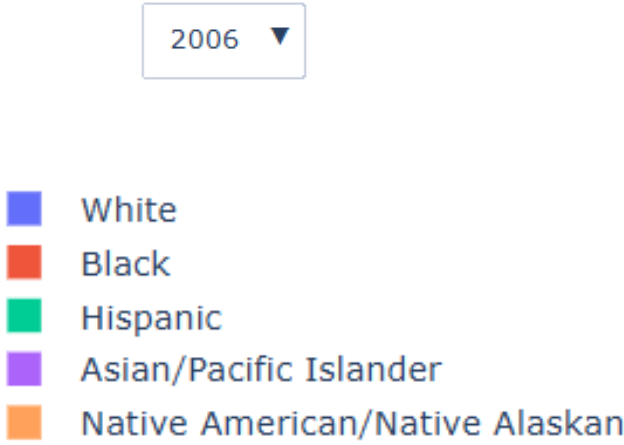 2006
White
Black
Hispanic
Asian/Pacific Islander
Native American/Native Alaskan